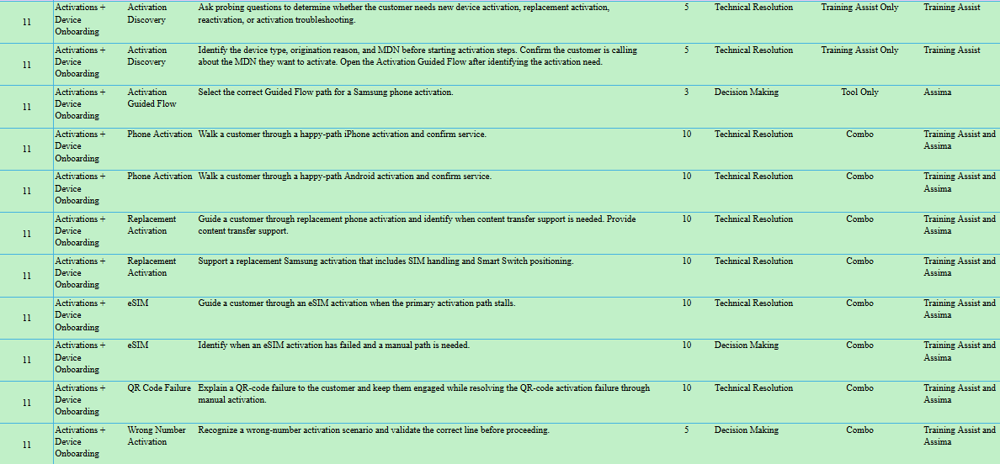 11 Activations + Device Onboarding Activation Discovery Ask probing questions to determine whether the customer needs new device activation, replacement activation, reactivation, or activation troubleshooting. 5 Technical Resolution Training Assist Only Training Assist
11 Activations + Device Onboarding Activation Discovery Identify the device type, origination reason, and MDN before starting activation steps. Confirm the customer is calling about the MDN they want to activate. Open the Activation Guided Flow after identifying the activation need. 5 Technical Resolution Training Assist Only Training Assist
11 Activations + Device Onboarding Activation Guided Flow Select the correct Guided Flow path for a Samsung phone activation. 3 Decision Making Tool Only Assima
11 Activations + Device Onboarding Phone Activation Walk a customer through a happy-path iPhone activation and confirm service. 10 Technical Resolution Combo Training Assist and Assima
11 Activations + Device Onboarding Phone Activation Walk a customer through a happy-path Android activation and confirm service. 10 Technical Resolution Combo Training Assist and Assima
11 Activations + Device Onboarding Replacement Activation Guide a customer through replacement phone activation and identify when content transfer support is needed. Provide content transfer support. 10 Technical Resolution Combo Training Assist and Assima
11 Activations + Device Onboarding Replacement Activation Support a replacement Samsung activation that includes SIM handling and Smart Switch positioning. 10 Technical Resolution Combo Training Assist and Assima
11 Activations + Device Onboarding eSIM Guide a customer through an eSIM activation when the primary activation path stalls. 10 Technical Resolution Combo Training Assist and Assima
11 Activations + Device Onboarding eSIM Identify when an eSIM activation has failed and a manual path is needed. 10 Decision Making Combo Training Assist and Assima
11 Activations + Device Onboarding QR Code Failure Explain a QR-code failure to the customer and keep them engaged while resolving the QR-code activation failure through manual activation. 10 Technical Resolution Combo Training Assist and Assima
11 Activations + Device Onboarding Wrong Number Activation Recognize a wrong-number activation scenario and validate the correct line before proceeding. 5 Decision Making Combo Training Assist and Assima